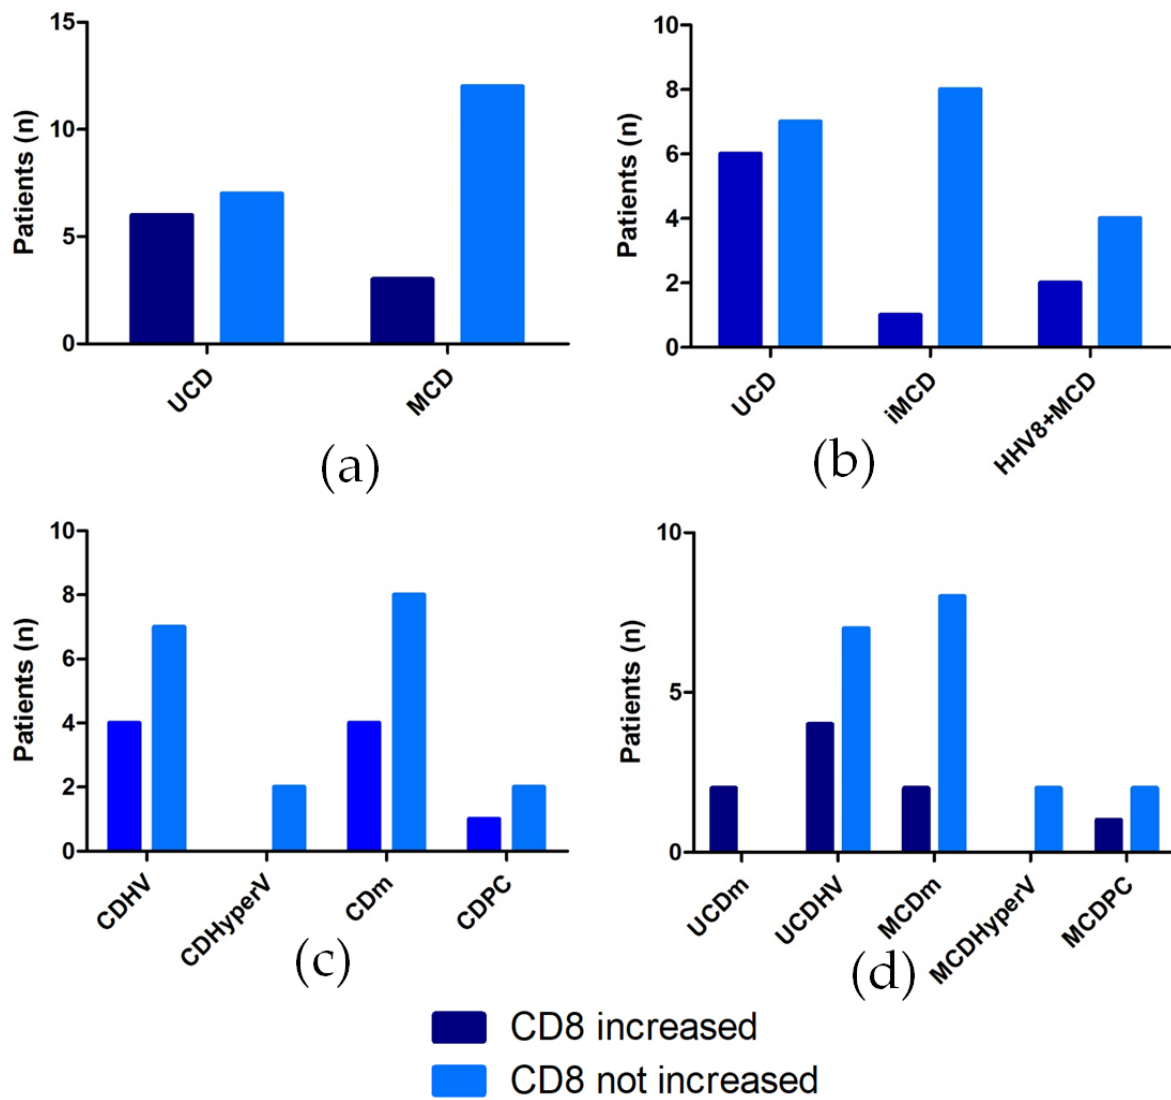 15
10
5
0
Patients (n)
UCD
MCD
(a)
10
8
6
4
2
0
Patients (n)
UCD
iMCD
HHV8+MCD
(b)
10
8
6
4
2
0
Patients (n)
CDHV
CDHyperV
CDm
CDPC
(c)
10
5
0
Patients (n)
UCDm
UCDHV
MCDm
MCDHyperV
MCDPC
(d)
CD8 increased
CD8 not increased